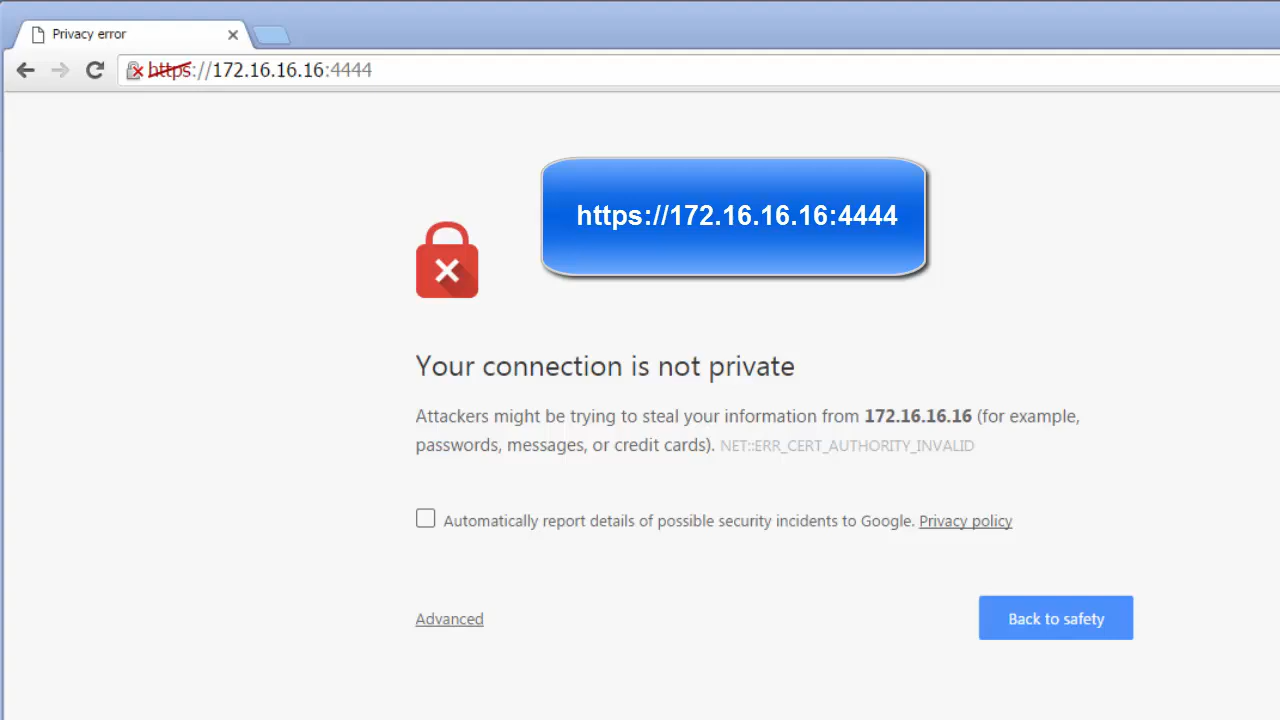 Privacy error
https://172.16.16.16:4444
https://172.16.16.16:4444
Your connection is not private
Attackers might be trying to steal your information from 172.16.16.16 (for example,
passwords, messages, or credit cards). NET::ERR_CERT_AUTHORITY_INVALID
Automatically report details of possible security incidents to Google. Privacy policy
Advanced
Back to safety